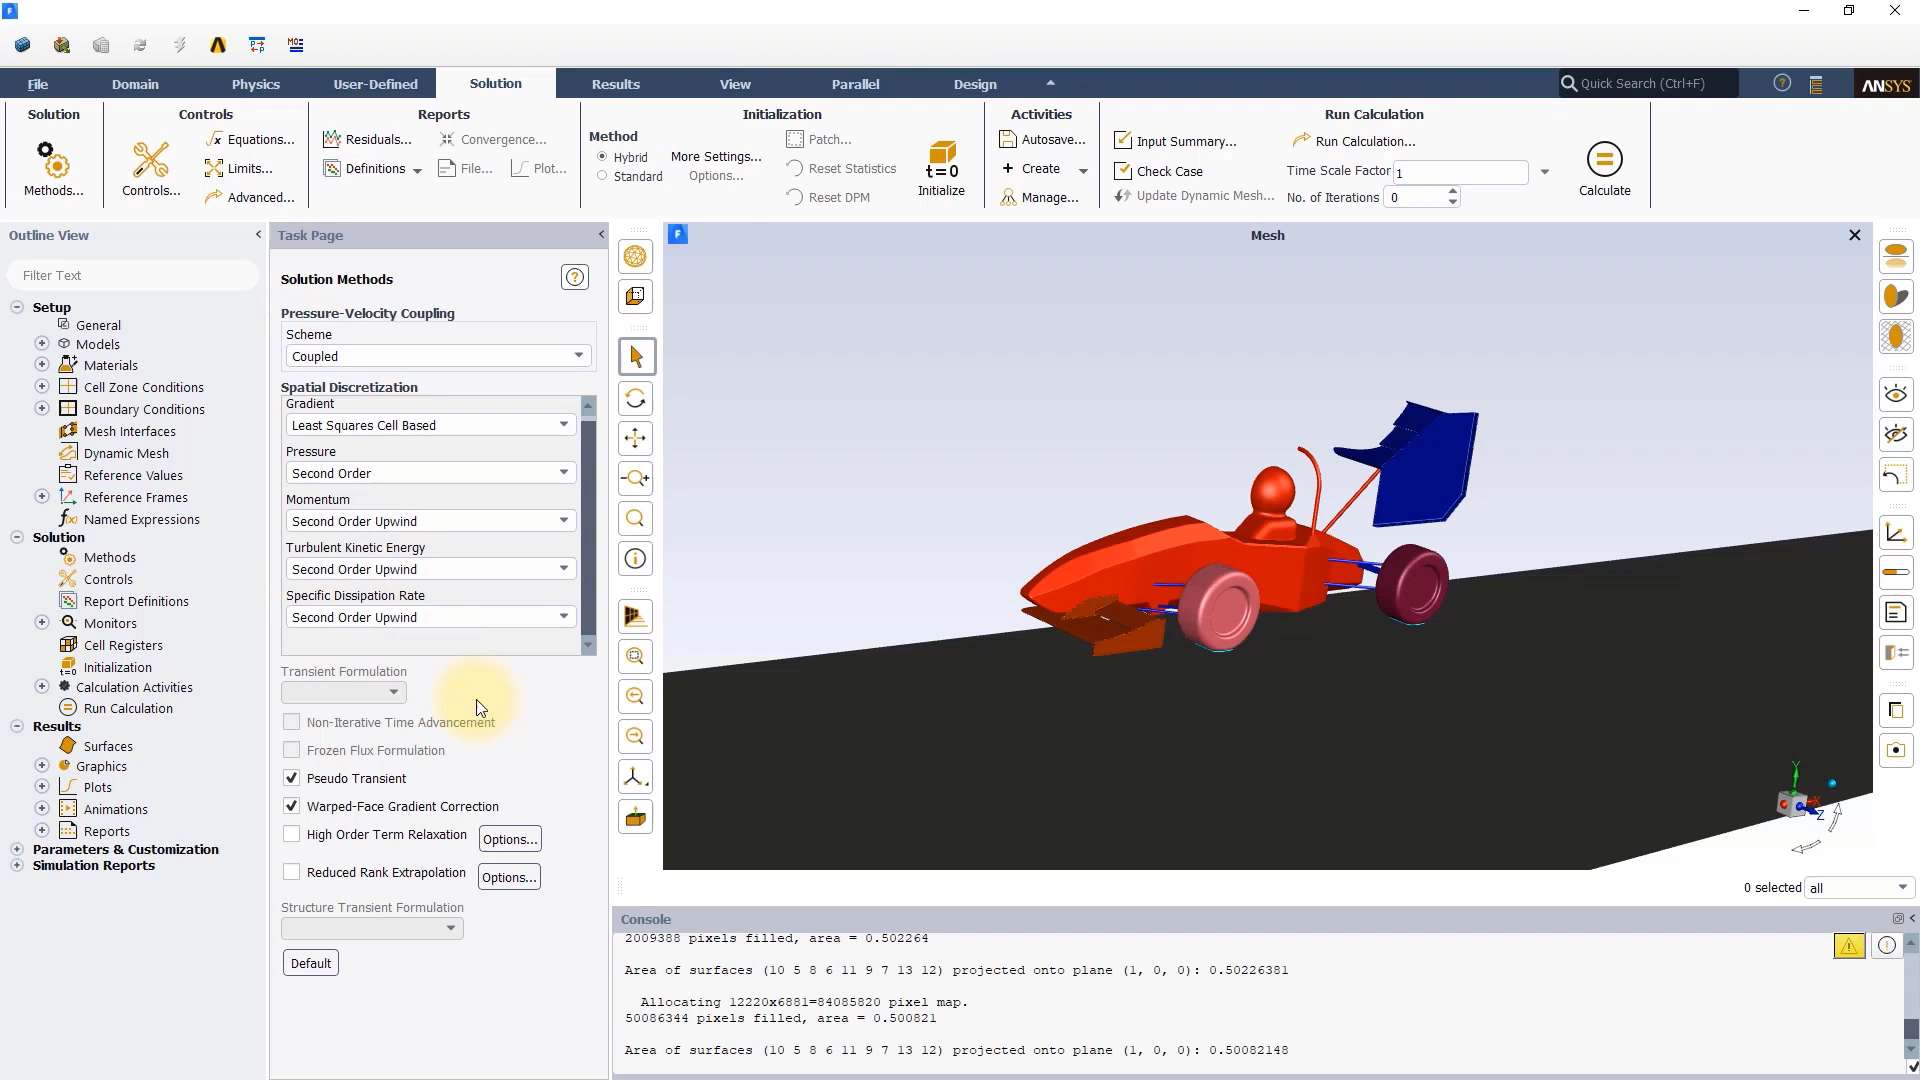 File
Domain
Physics
User-Defined
Solution
Results
View
Parallel
Design
Quick Search (Ctrl+F)
ANSYS
Solution
Methods...
Controls
Controls...
Equations...
Limits...
Advanced...
Reports
Residuals...
Convergence...
Definitions
File...
Plot...
Initialization
Method
Hybrid
Standard
More Settings...
Options...
Patch...
Reset Statistics
Reset DPM
t=0
Initialize
Activities
Autosave...
Create
Manage...
Run Calculation
Input Summary...
Check Case
Update Dynamic Mesh...
Run Calculation...
Time Scale Factor 1
No. of Iterations 0
Calculate
Outline View
Filter Text
Setup
General
Models
Materials
Cell Zone Conditions
Boundary Conditions
Mesh Interfaces
Dynamic Mesh
Reference Values
Reference Frames
Named Expressions
Solution
Methods
Controls
Report Definitions
Monitors
Cell Registers
Initialization
Calculation Activities
Run Calculation
Results
Surfaces
Graphics
Plots
Animations
Reports
Parameters & Customization
Simulation Reports
Task Page
Solution Methods
Pressure-Velocity Coupling
Scheme
Coupled
Spatial Discretization
Gradient
Least Squares Cell Based
Pressure
Second Order
Momentum
Second Order Upwind
Turbulent Kinetic Energy
Second Order Upwind
Specific Dissipation Rate
Second Order Upwind
Transient Formulation
Non-Iterative Time Advancement
Frozen Flux Formulation
Pseudo Transient
Warped-Face Gradient Correction
High Order Term Relaxation Options...
Reduced Rank Extrapolation Options...
Structure Transient Formulation
Default
Mesh
Y
X
Z
0 selected all
Console
2009388 pixels filled, area = 0.502264
Area of surfaces (10 5 8 6 11 9 7 13 12) projected onto plane (1, 0, 0): 0.50226381
Allocating 12220x6881=84085820 pixel map.
50086344 pixels filled, area = 0.500821
Area of surfaces (10 5 8 6 11 9 7 13 12) projected onto plane (1, 0, 0): 0.50082148